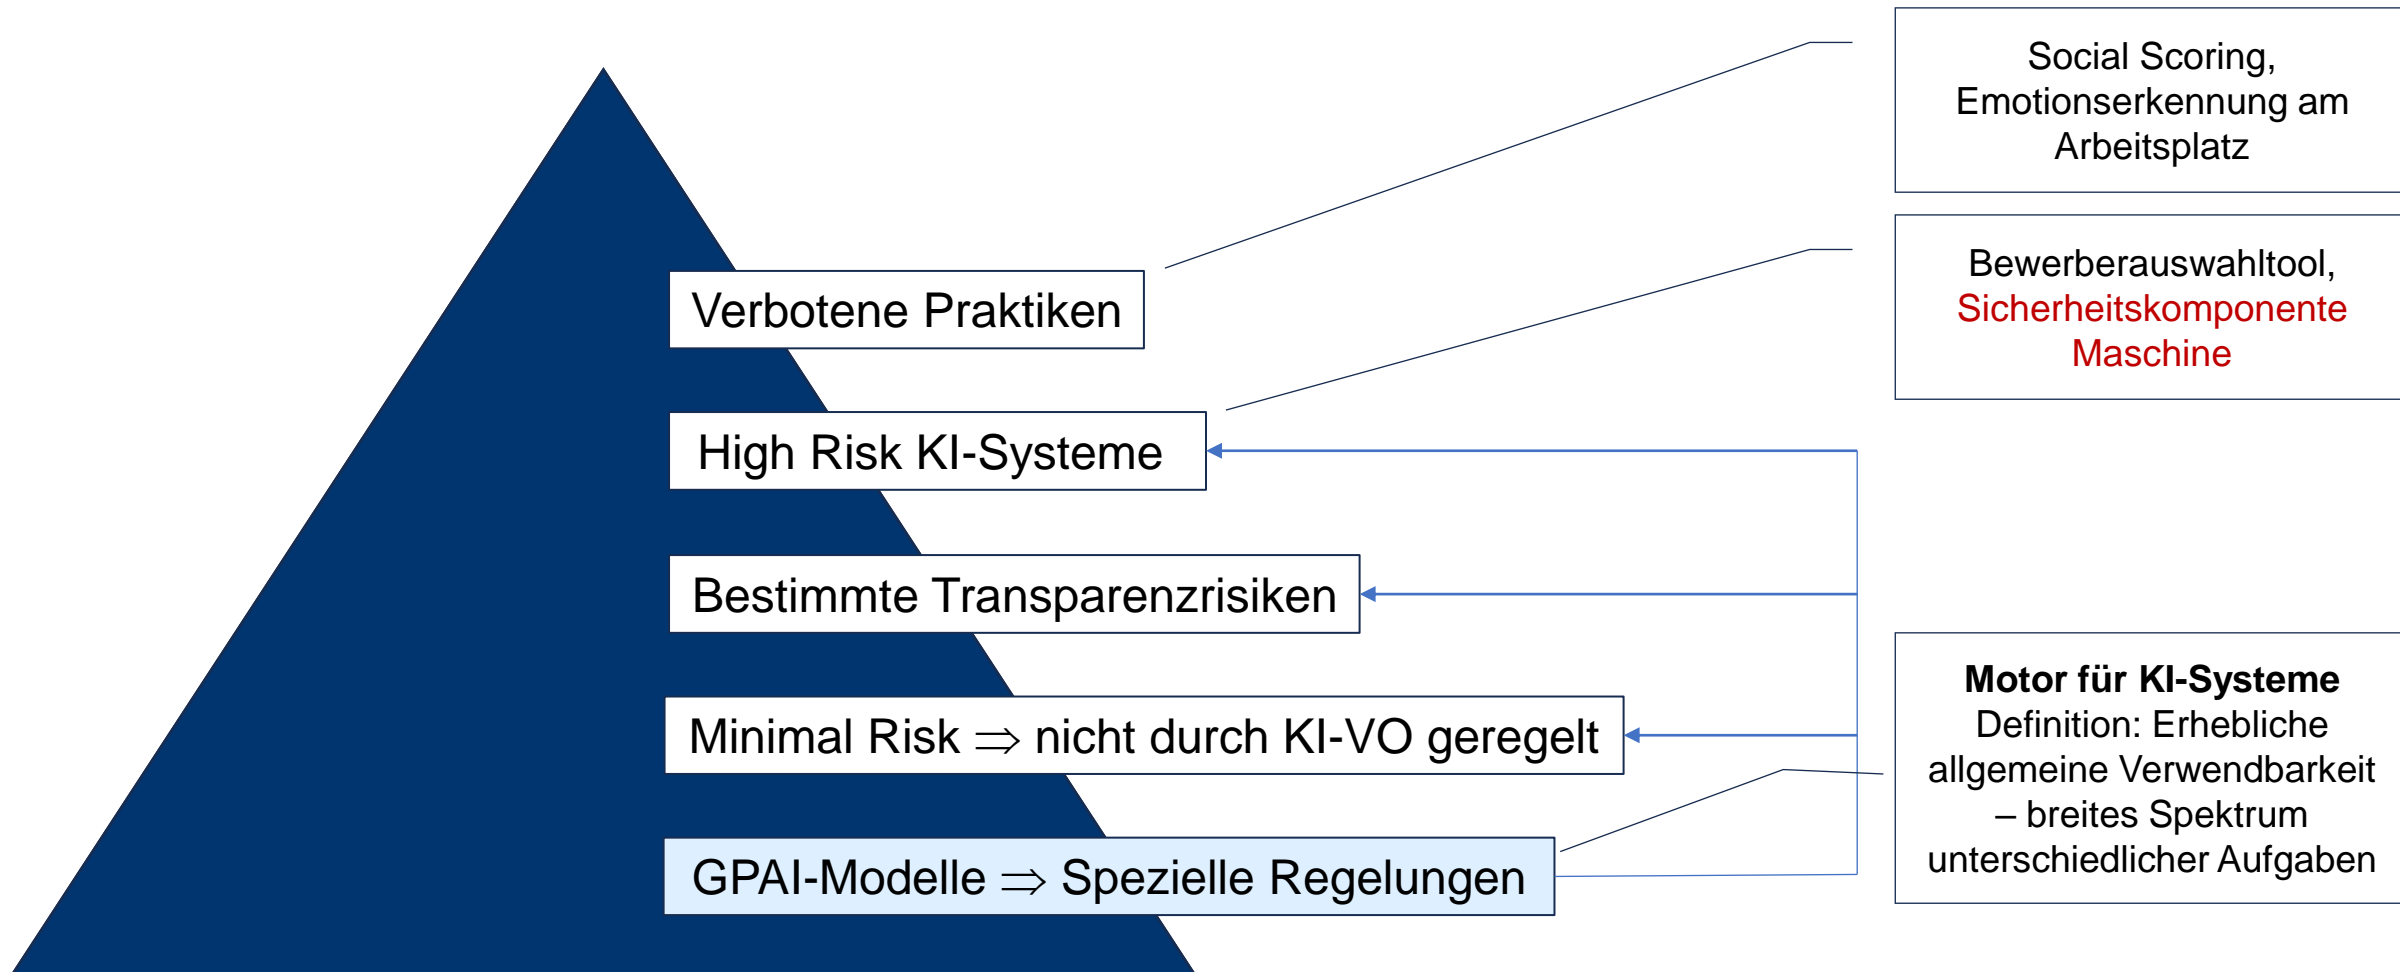 Social Scoring,
Emotionserkennung am
Arbeitsplatz
Bewerberauswahltool,
Sicherheitskomponente
Maschine
Verbotene Praktiken
High Risk KI-Systeme
Bestimmte Transparenzrisiken
Minimal Risk ⇒ nicht durch KI-VO geregelt
GPAI-Modelle ⇒ Spezielle Regelungen
Motor für KI-Systeme
Definition: Erhebliche
allgemeine Verwendbarkeit
– breites Spektrum
unterschiedlicher Aufgaben